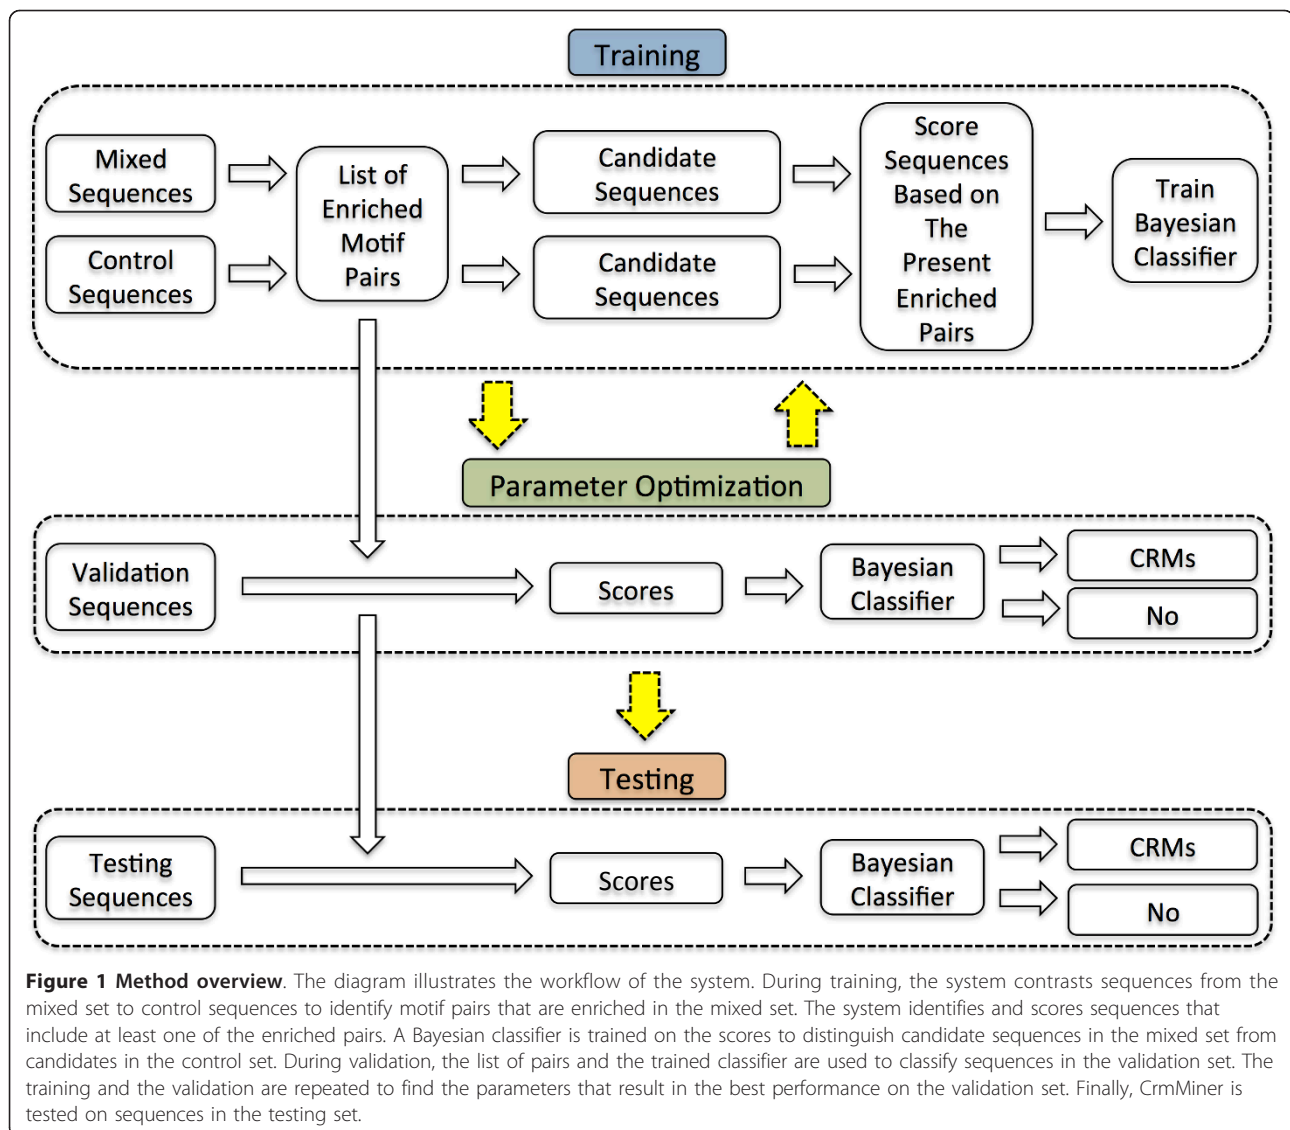 Training
Mixed
Sequences
Control
Sequences
List of
Enriched
Motif
Pairs
Candidate
Sequences
Candidate
Sequences
Score
Sequences
Based on
The
Present
Enriched
Pairs
Train
Bayesian
Classifier
Parameter Optimization
Validation
Sequences
Scores
Bayesian
Classifier
CRMs
No
Testing
Testing
Sequences
Scores
Bayesian
Classifier
CRMs
No
Figure 1 Method overview. The diagram illustrates the workflow of the system. During training, the system contrasts sequences from the
mixed set to control sequences to identify motif pairs that are enriched in the mixed set. The system identifies and scores sequences that
include at least one of the enriched pairs. A Bayesian classifier is trained on the scores to distinguish candidate sequences in the mixed set from
candidates in the control set. During validation, the list of pairs and the trained classifier are used to classify sequences in the validation set. The
training and the validation are repeated to find the parameters that result in the best performance on the validation set. Finally, CrmMiner is
tested on sequences in the testing set.